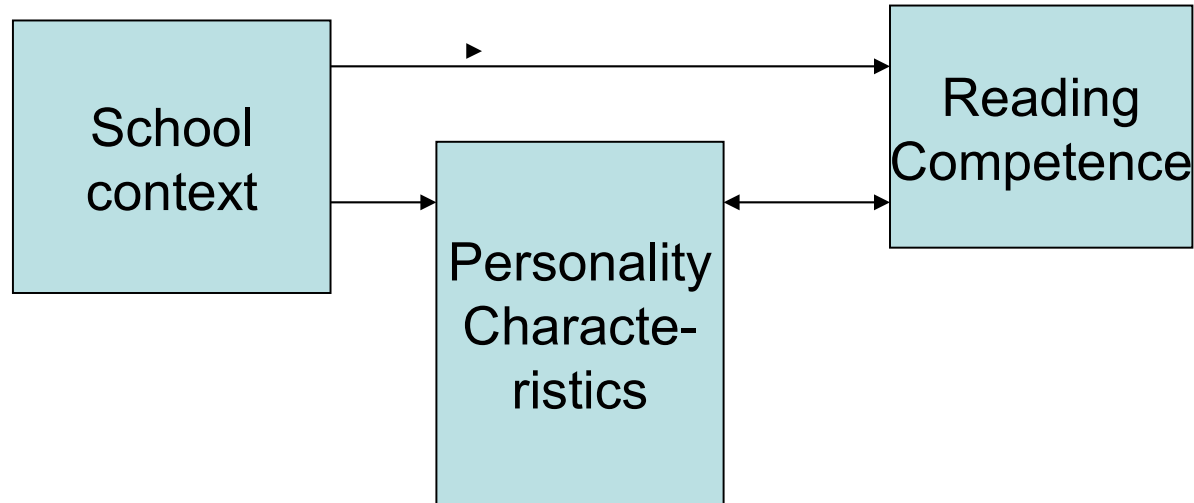 School
context
Reading
Competence
Personality
Characte-
ristics